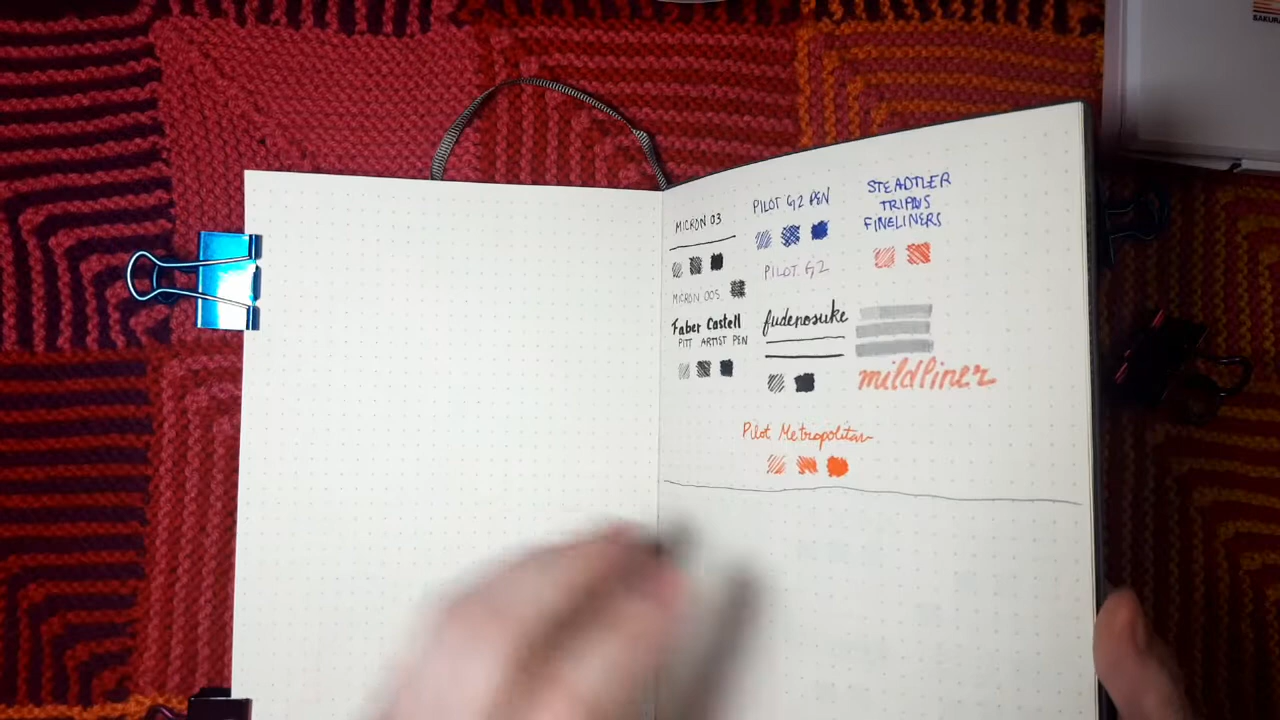 MICRON 03
MICRON 005
Faber Castell
PITT ARTIST PEN
PILOT G2 PEN
PILOT G2
fudenosuke
STEADTLER
TRIPLUS
FINELINERS
mildliner
Pilot Metropolitan
SAKURA